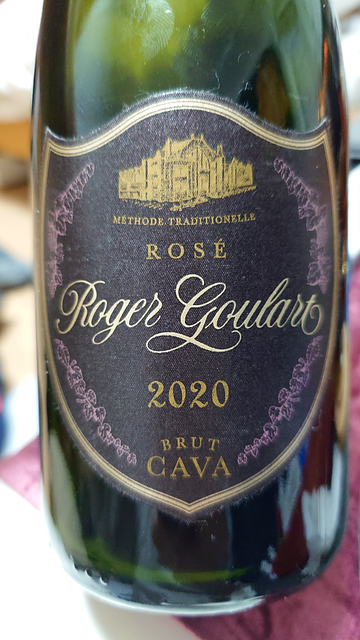 MÉTHODE TRADITIONELLE
ROSÉ
Roger Goulart
2020
BRUT
CAVA